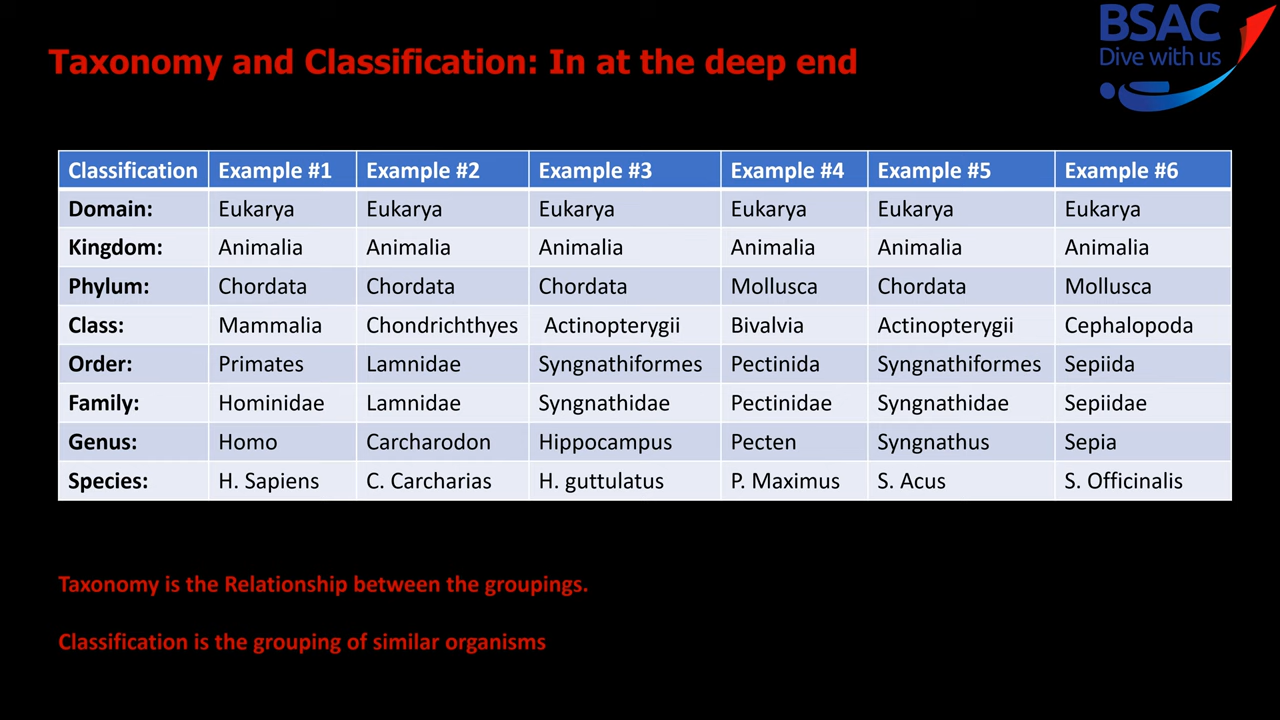 BSAC
Dive with us
Taxonomy and Classification: In at the deep end
Classification Example #1 Example #2 Example #3 Example #4 Example #5 Example #6
Domain: Eukarya Eukarya Eukarya Eukarya Eukarya Eukarya
Kingdom: Animalia Animalia Animalia Animalia Animalia Animalia
Phylum: Chordata Chordata Chordata Mollusca Chordata Mollusca
Class: Mammalia Chondrichthyes Actinopterygii Bivalvia Actinopterygii Cephalopoda
Order: Primates Lamnidae Syngnathiformes Pectinida Syngnathiformes Sepiida
Family: Hominidae Lamnidae Syngnathidae Pectinidae Syngnathidae Sepiidae
Genus: Homo Carcharodon Hippocampus Pecten Syngnathus Sepia
Species: H. Sapiens C. Carcharias H. guttulatus P. Maximus S. Acus S. Officinalis
Taxonomy is the Relationship between the groupings.
Classification is the grouping of similar organisms